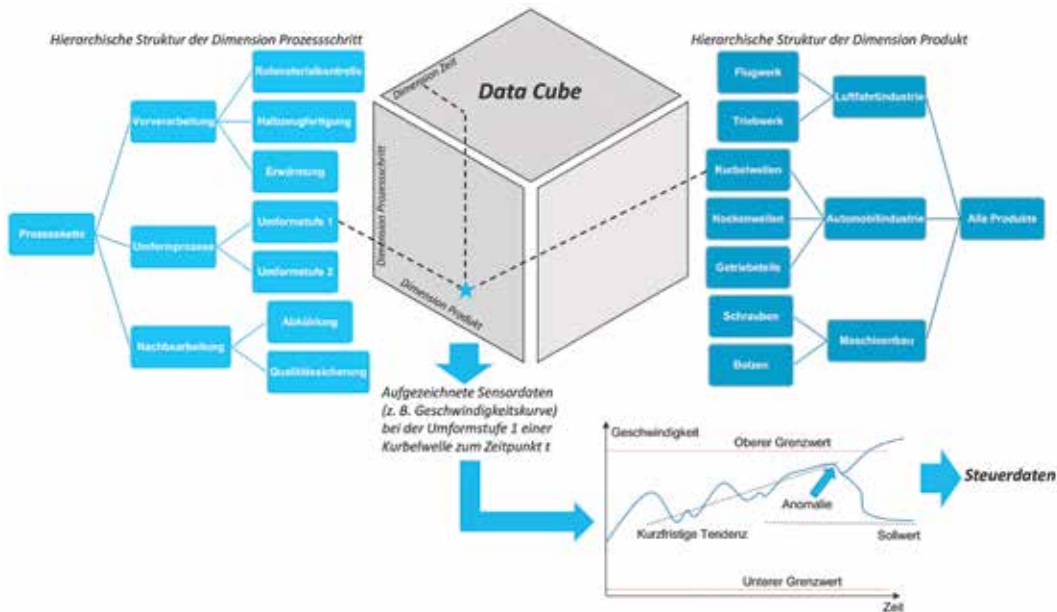 Hierarchische Struktur der Dimension Prozessschritt
Hierarchische Struktur der Dimension Produkt
Data Cube
Dimension Zeit
Dimension Prozessschritt
Dimension Produkt
Prozesskette
Vorverarbeitung
Rohmaterialkontrolle
Halbzeugfertigung
Erwärmung
Umformprozess
Umformstufe 1
Umformstufe 2
Nachbearbeitung
Abkühlung
Qualitätssicherung
Flugwerk
Triebwerk
Luftfahrtindustrie
Kurbelwellen
Nockenwellen
Getriebeteile
Automobilindustrie
Alle Produkte
Schrauben
Bolzen
Maschinenbau
Aufgezeichnete Sensordaten
(z. B. Geschwindigkeitskurve)
bei der Umformstufe 1 einer
Kurbelwelle zum Zeitpunkt t
Geschwindigkeit
Oberer Grenzwert
Anomalie
Kurzfristige Tendenz
Sollwert
Unterer Grenzwert
Zeit
Steuerdaten